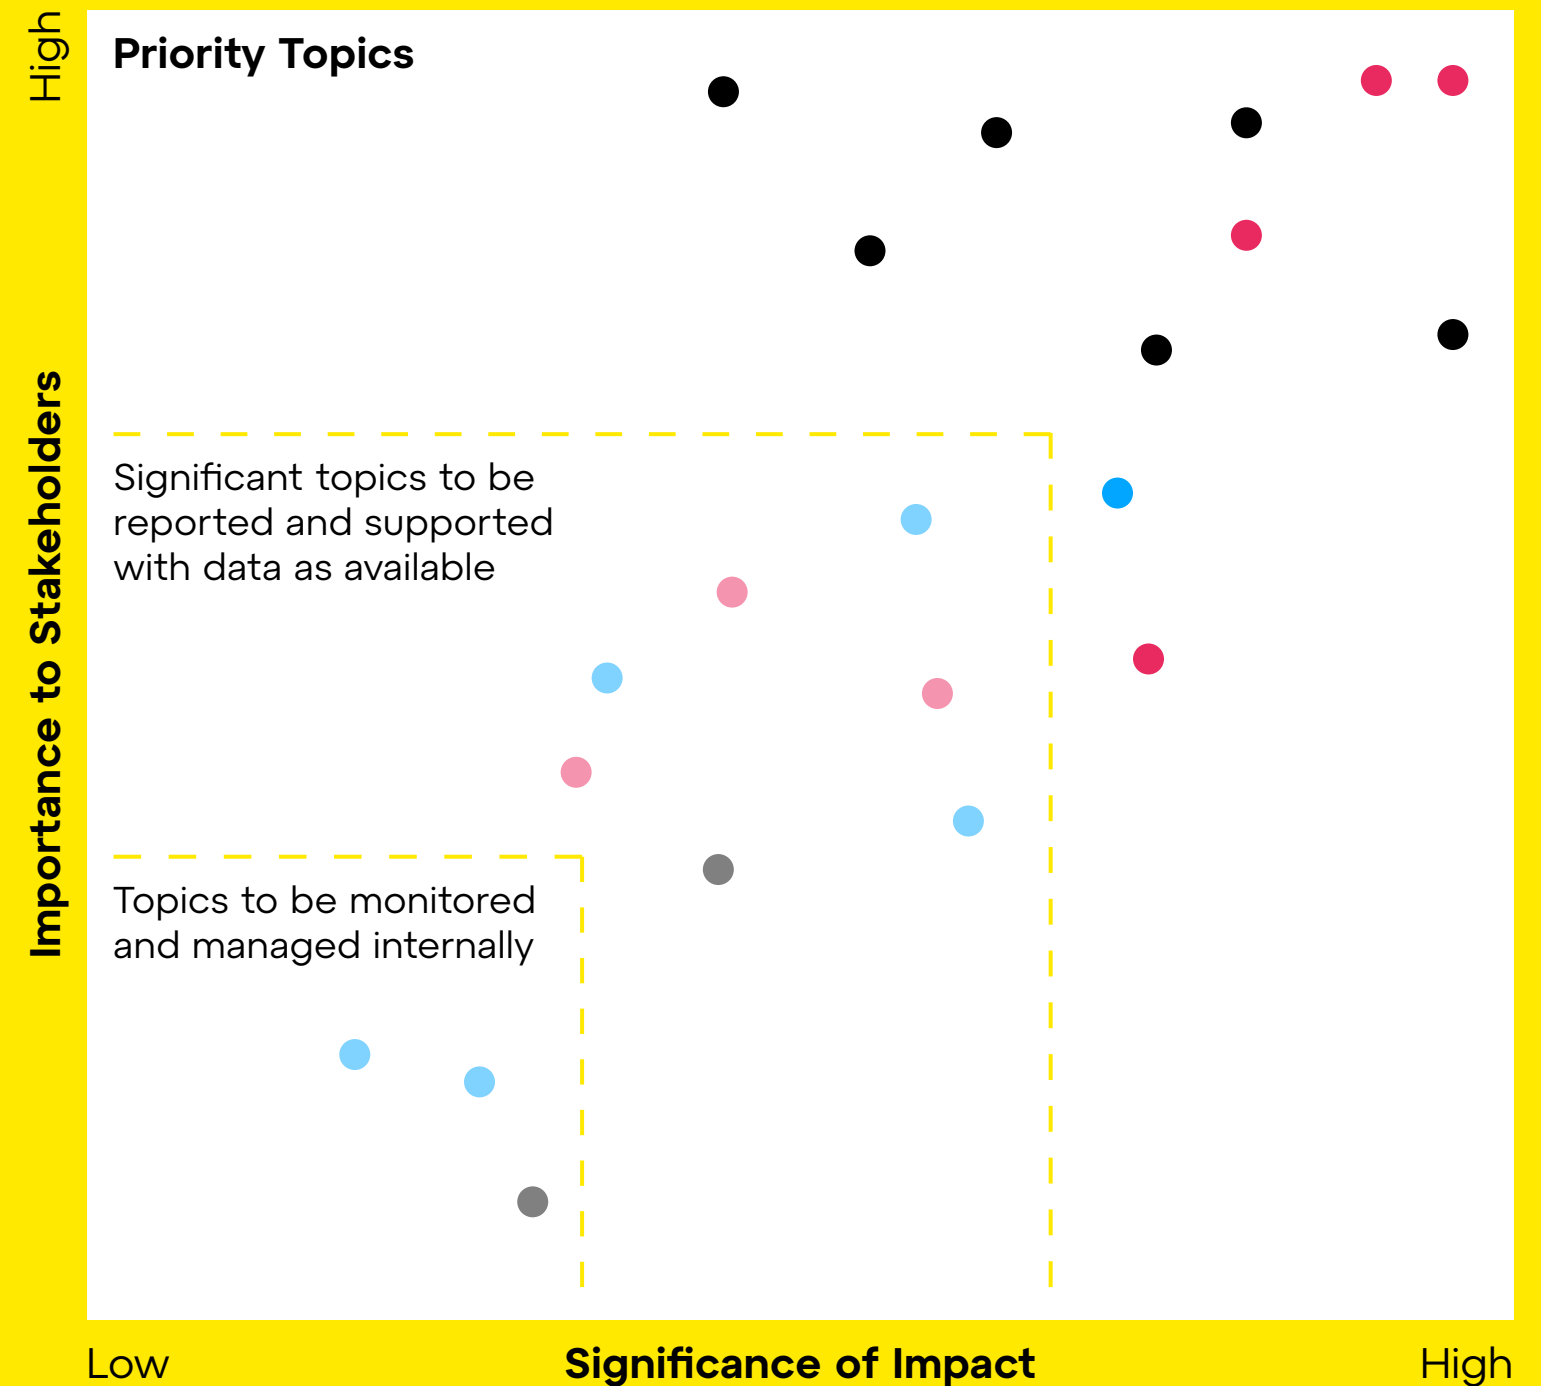 High
Priority Topics
Importance to Stakeholders
Significant topics to be
reported and supported
with data as available
Topics to be monitored
and managed internally
Low
Significance of Impact
High